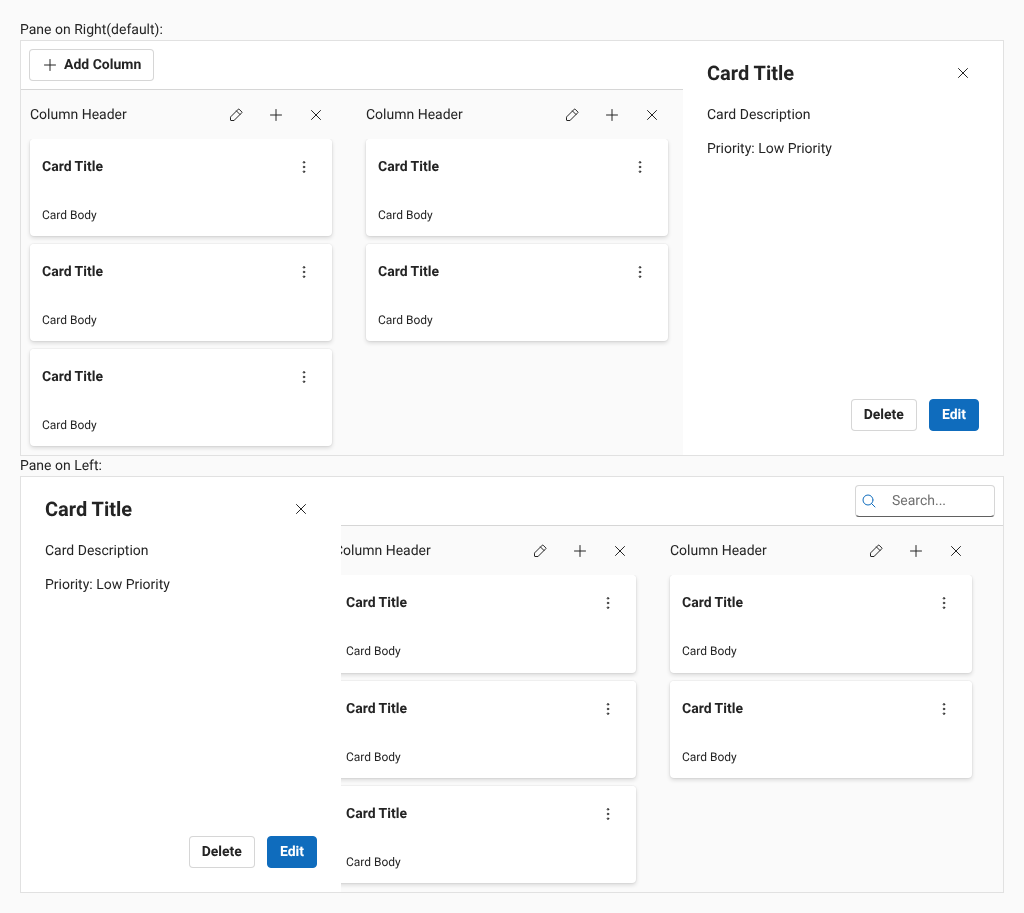 Pane on Right(default):
Add Column
Column Header
Column Header
Card Title
Card Body
Card Title
Card Body
Card Title
Card Body
Card Title
Card Body
Card Title
Card Body
Card Title
Card Description
Priority: Low Priority
Delete
Edit
Pane on Left:
Card Title
Card Description
Priority: Low Priority
Delete
Edit
Search...
Column Header
Column Header
Card Title
Card Body
Card Title
Card Body
Card Title
Card Body
Card Title
Card Body
Card Title
Card Body